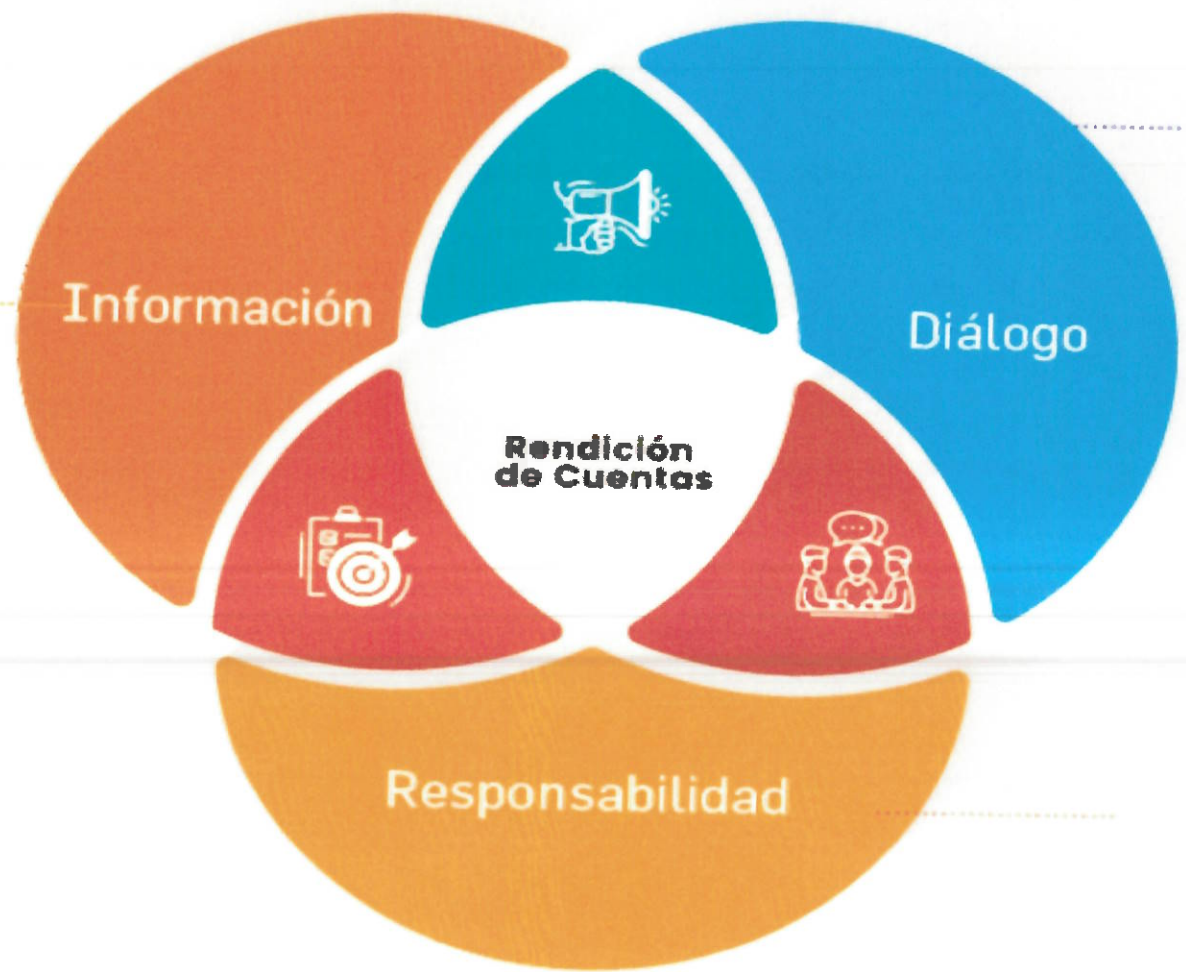 Información
Diálogo
Rendición
de Cuentas
Responsabilidad